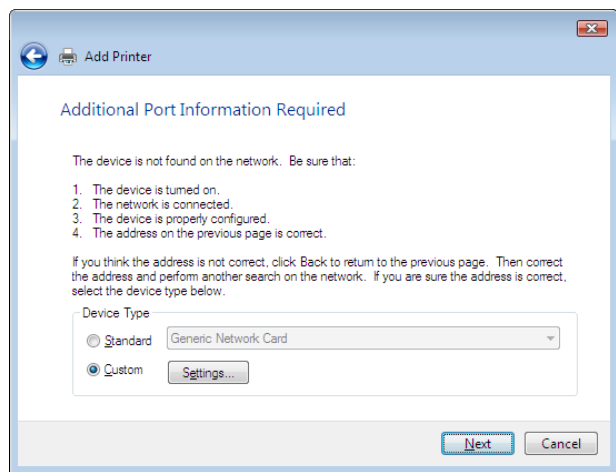 Add Printer
Additional Port Information Required
The device is not found on the network. Be sure that:
1. The device is turned on.
2. The network is connected.
3. The device is properly configured.
4. The address on the previous page is correct.
If you think the address is not correct, click Back to return to the previous page. Then correct
the address and perform another search on the network. If you are sure the address is correct,
select the device type below.
Device Type
Standard Generic Network Card
Custom Settings...
Next Cancel